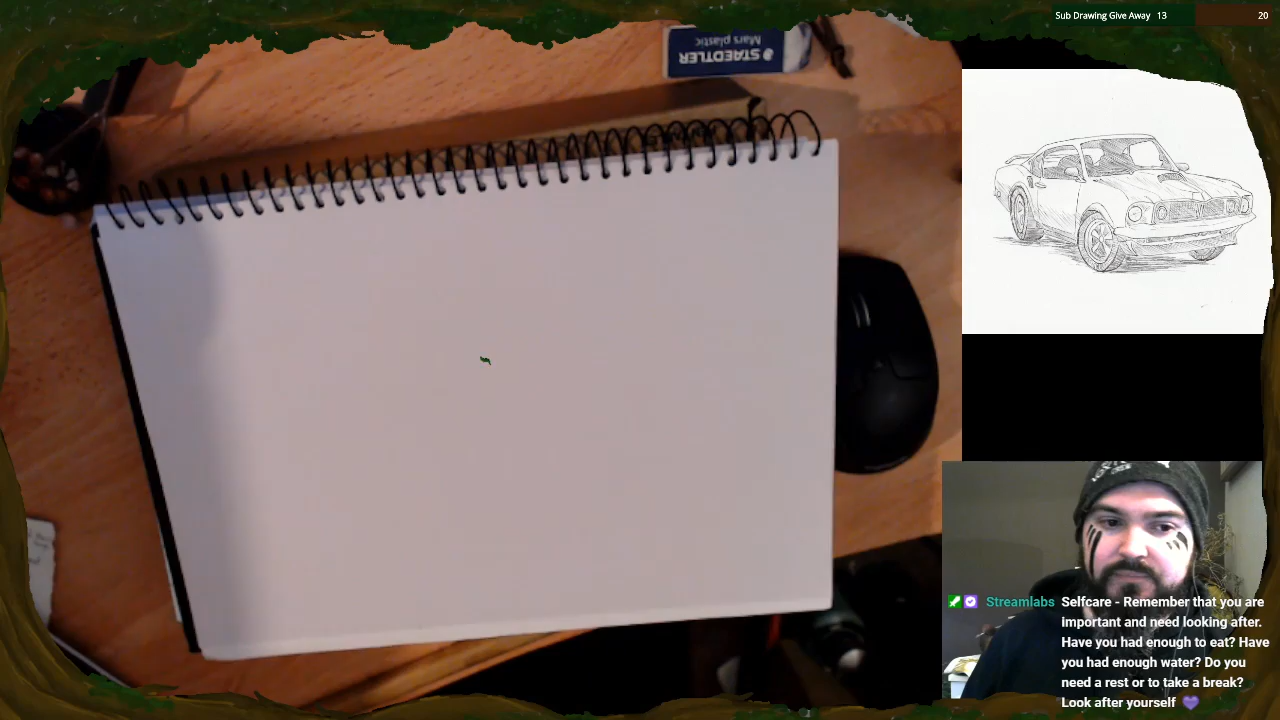 Sub Drawing Give Away 13
20
STAEDTLER
Mars plastic
Streamlabs Selfcare - Remember that you are
important and need looking after.
Have you had enough to eat? Have
you had enough water? Do you
need a rest or to take a break?
Look after yourself 💜